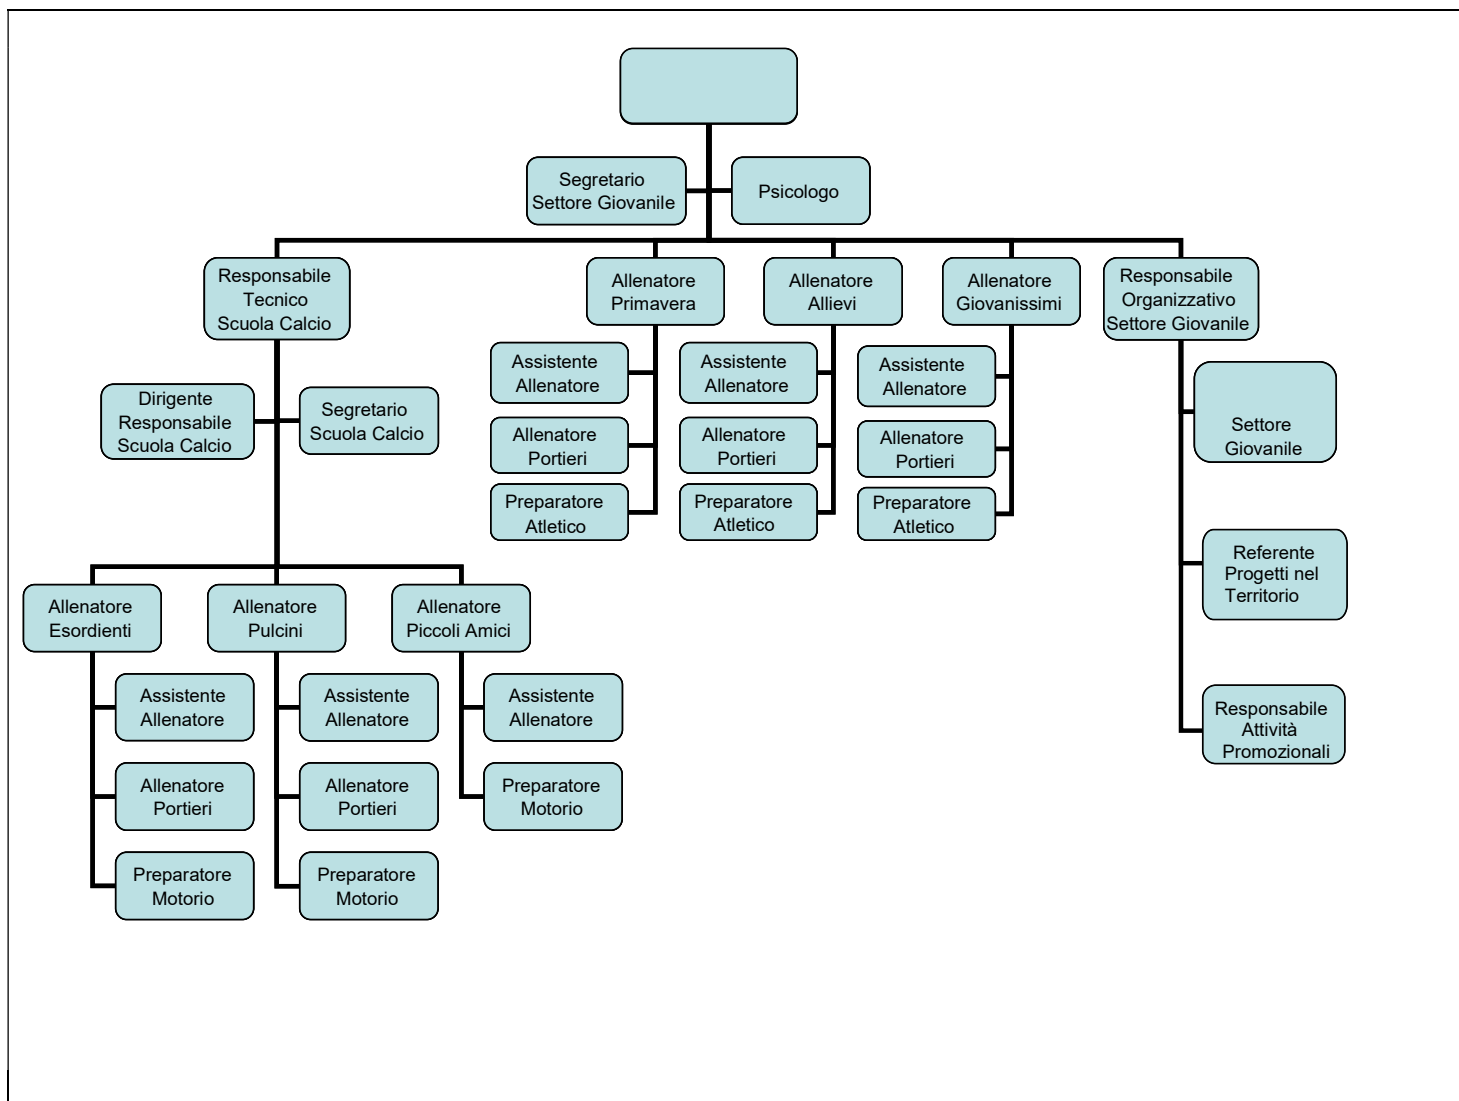 Segretario
Settore Giovanile
Psicologo
Responsabile
Tecnico
Scuola Calcio
Allenatore
Primavera
Allenatore
Allievi
Allenatore
Giovanissimi
Responsabile
Organizzativo
Settore Giovanile
Dirigente
Responsabile
Scuola Calcio
Segretario
Scuola Calcio
Assistente
Allenatore
Allenatore
Portieri
Preparatore
Atletico
Assistente
Allenatore
Allenatore
Portieri
Preparatore
Atletico
Assistente
Allenatore
Allenatore
Portieri
Preparatore
Atletico
Settore
Giovanile
Referente
Progetti nel
Territorio
Responsabile
Attività
Promozionali
Allenatore
Esordienti
Assistente
Allenatore
Allenatore
Portieri
Preparatore
Motorio
Allenatore
Pulcini
Assistente
Allenatore
Allenatore
Portieri
Preparatore
Motorio
Allenatore
Piccoli Amici
Assistente
Allenatore
Preparatore
Motorio